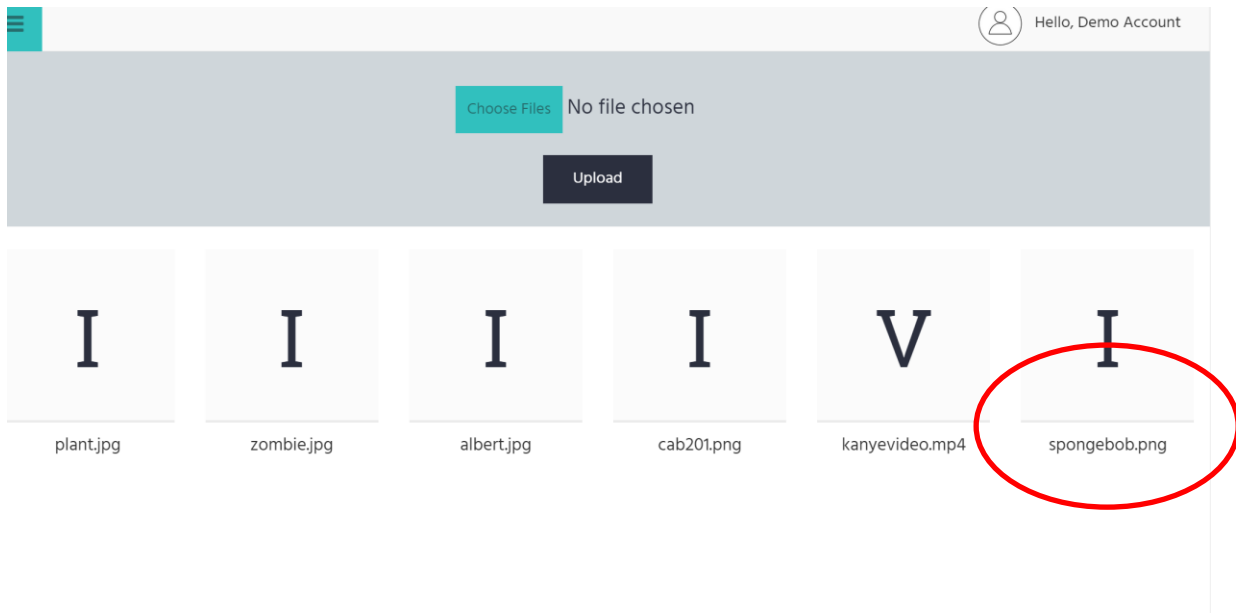 Hello, Demo Account
Choose Files No file chosen
Upload
I I I I V I
plant.jpg zombie.jpg albert.jpg cab201.png kanyevideo.mp4 spongebob.png